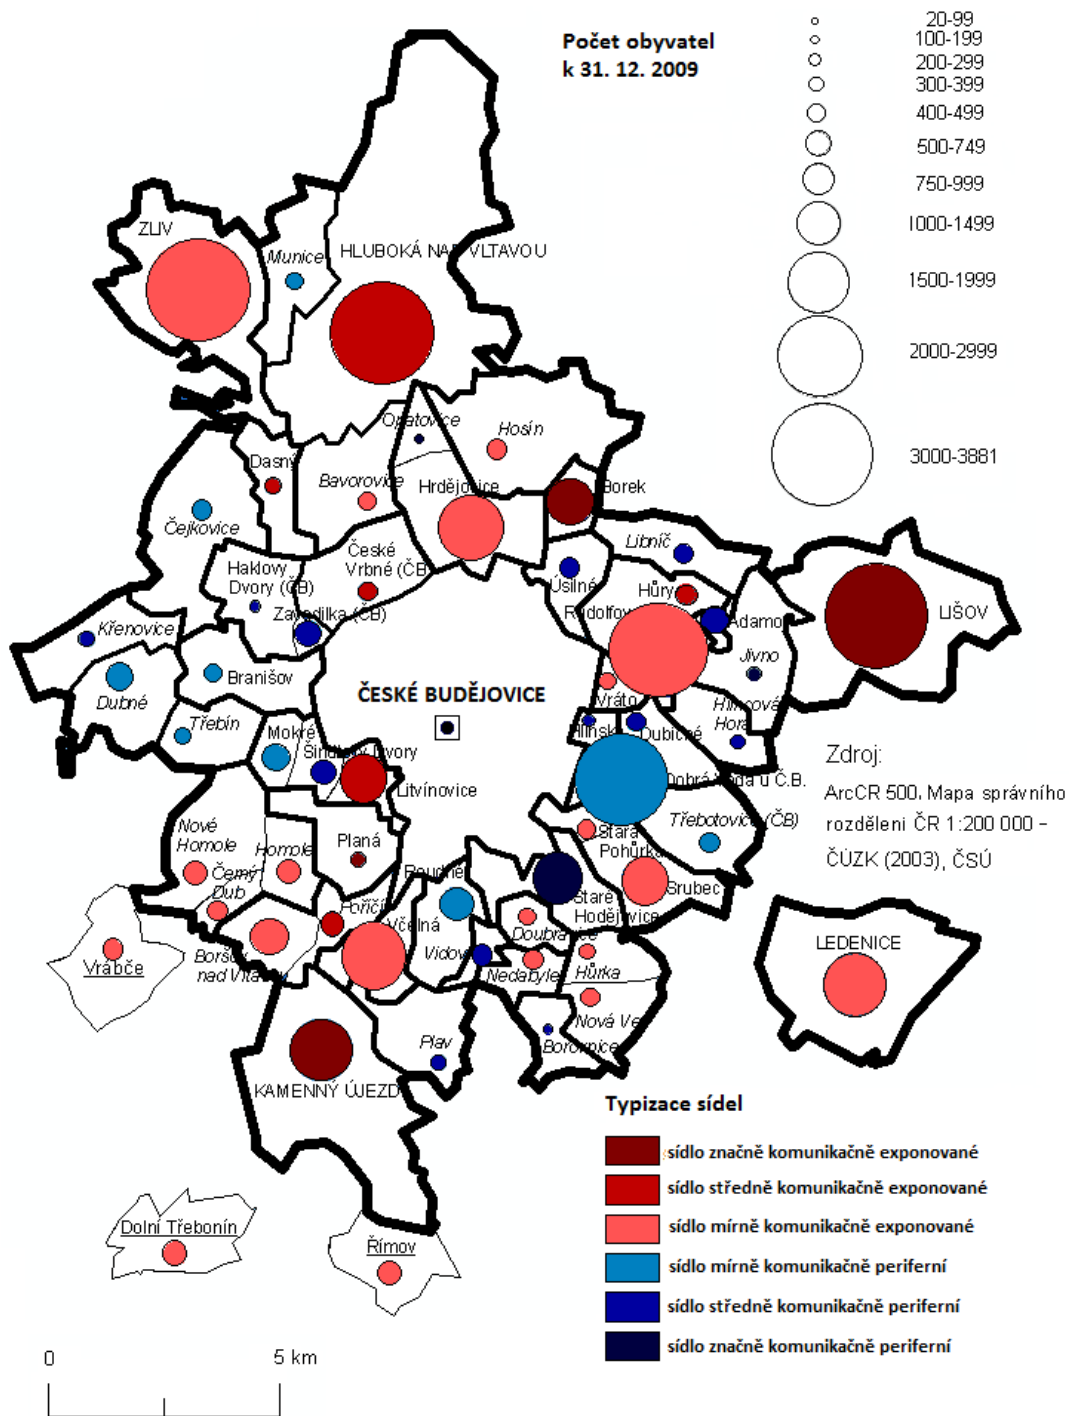 Počet obyvatel
k 31. 12. 2009
20-99
100-199
200-299
300-399
400-499
500-749
750-999
1000-1499
1500-1999
2000-2999
3000-3881
ZLIV
Munice
HLUBOKÁ NAD VLTAVOU
Opatovice
Hosín
Dasný
Bavorovice
Hrdějovice
Borek
Čejkovice
Libníč
Haklovy
Dvory (ČB)
České
Vrbné (ČB)
Úsilné
Hůry
Rudolfov
Adamov
LIŠOV
Zavadilka (ČB)
Křenovice
Jivno
Branišov
Dubné
ČESKÉ BUDĚJOVICE
Vráto
Hlincová
Hora
Třebín
Mokré
Hlinsko
Dubičné
Šindlovy Dvory
Litvínovice
Dobrá Voda u Č.B.
Zdroj:
ArcCR 500, Mapa správního
rozdělení ČR 1:200 000 –
ČÚZK (2003), ČSÚ
Nové
Homole
Homole
Planá
Stará
Pohůrka
Třebotovice (ČB)
Černý
Dub
Roudné
Srubec
Staré
Hodějovice
Poříčí
Včelná
Doubravice
Boršov
nad Vltavou
Vidov
Nedabyle
Hůrka
Vrábče
LEDENICE
Nová Ves
Plav
Borovnice
KAMENNÝ ÚJEZD
Typizace sídel
sídlo značně komunikačně exponované
sídlo středně komunikačně exponované
sídlo mírně komunikačně exponované
sídlo mírně komunikačně periferní
sídlo středně komunikačně periferní
sídlo značně komunikačně periferní
Dolní Třebonín
Římov
0 5 km